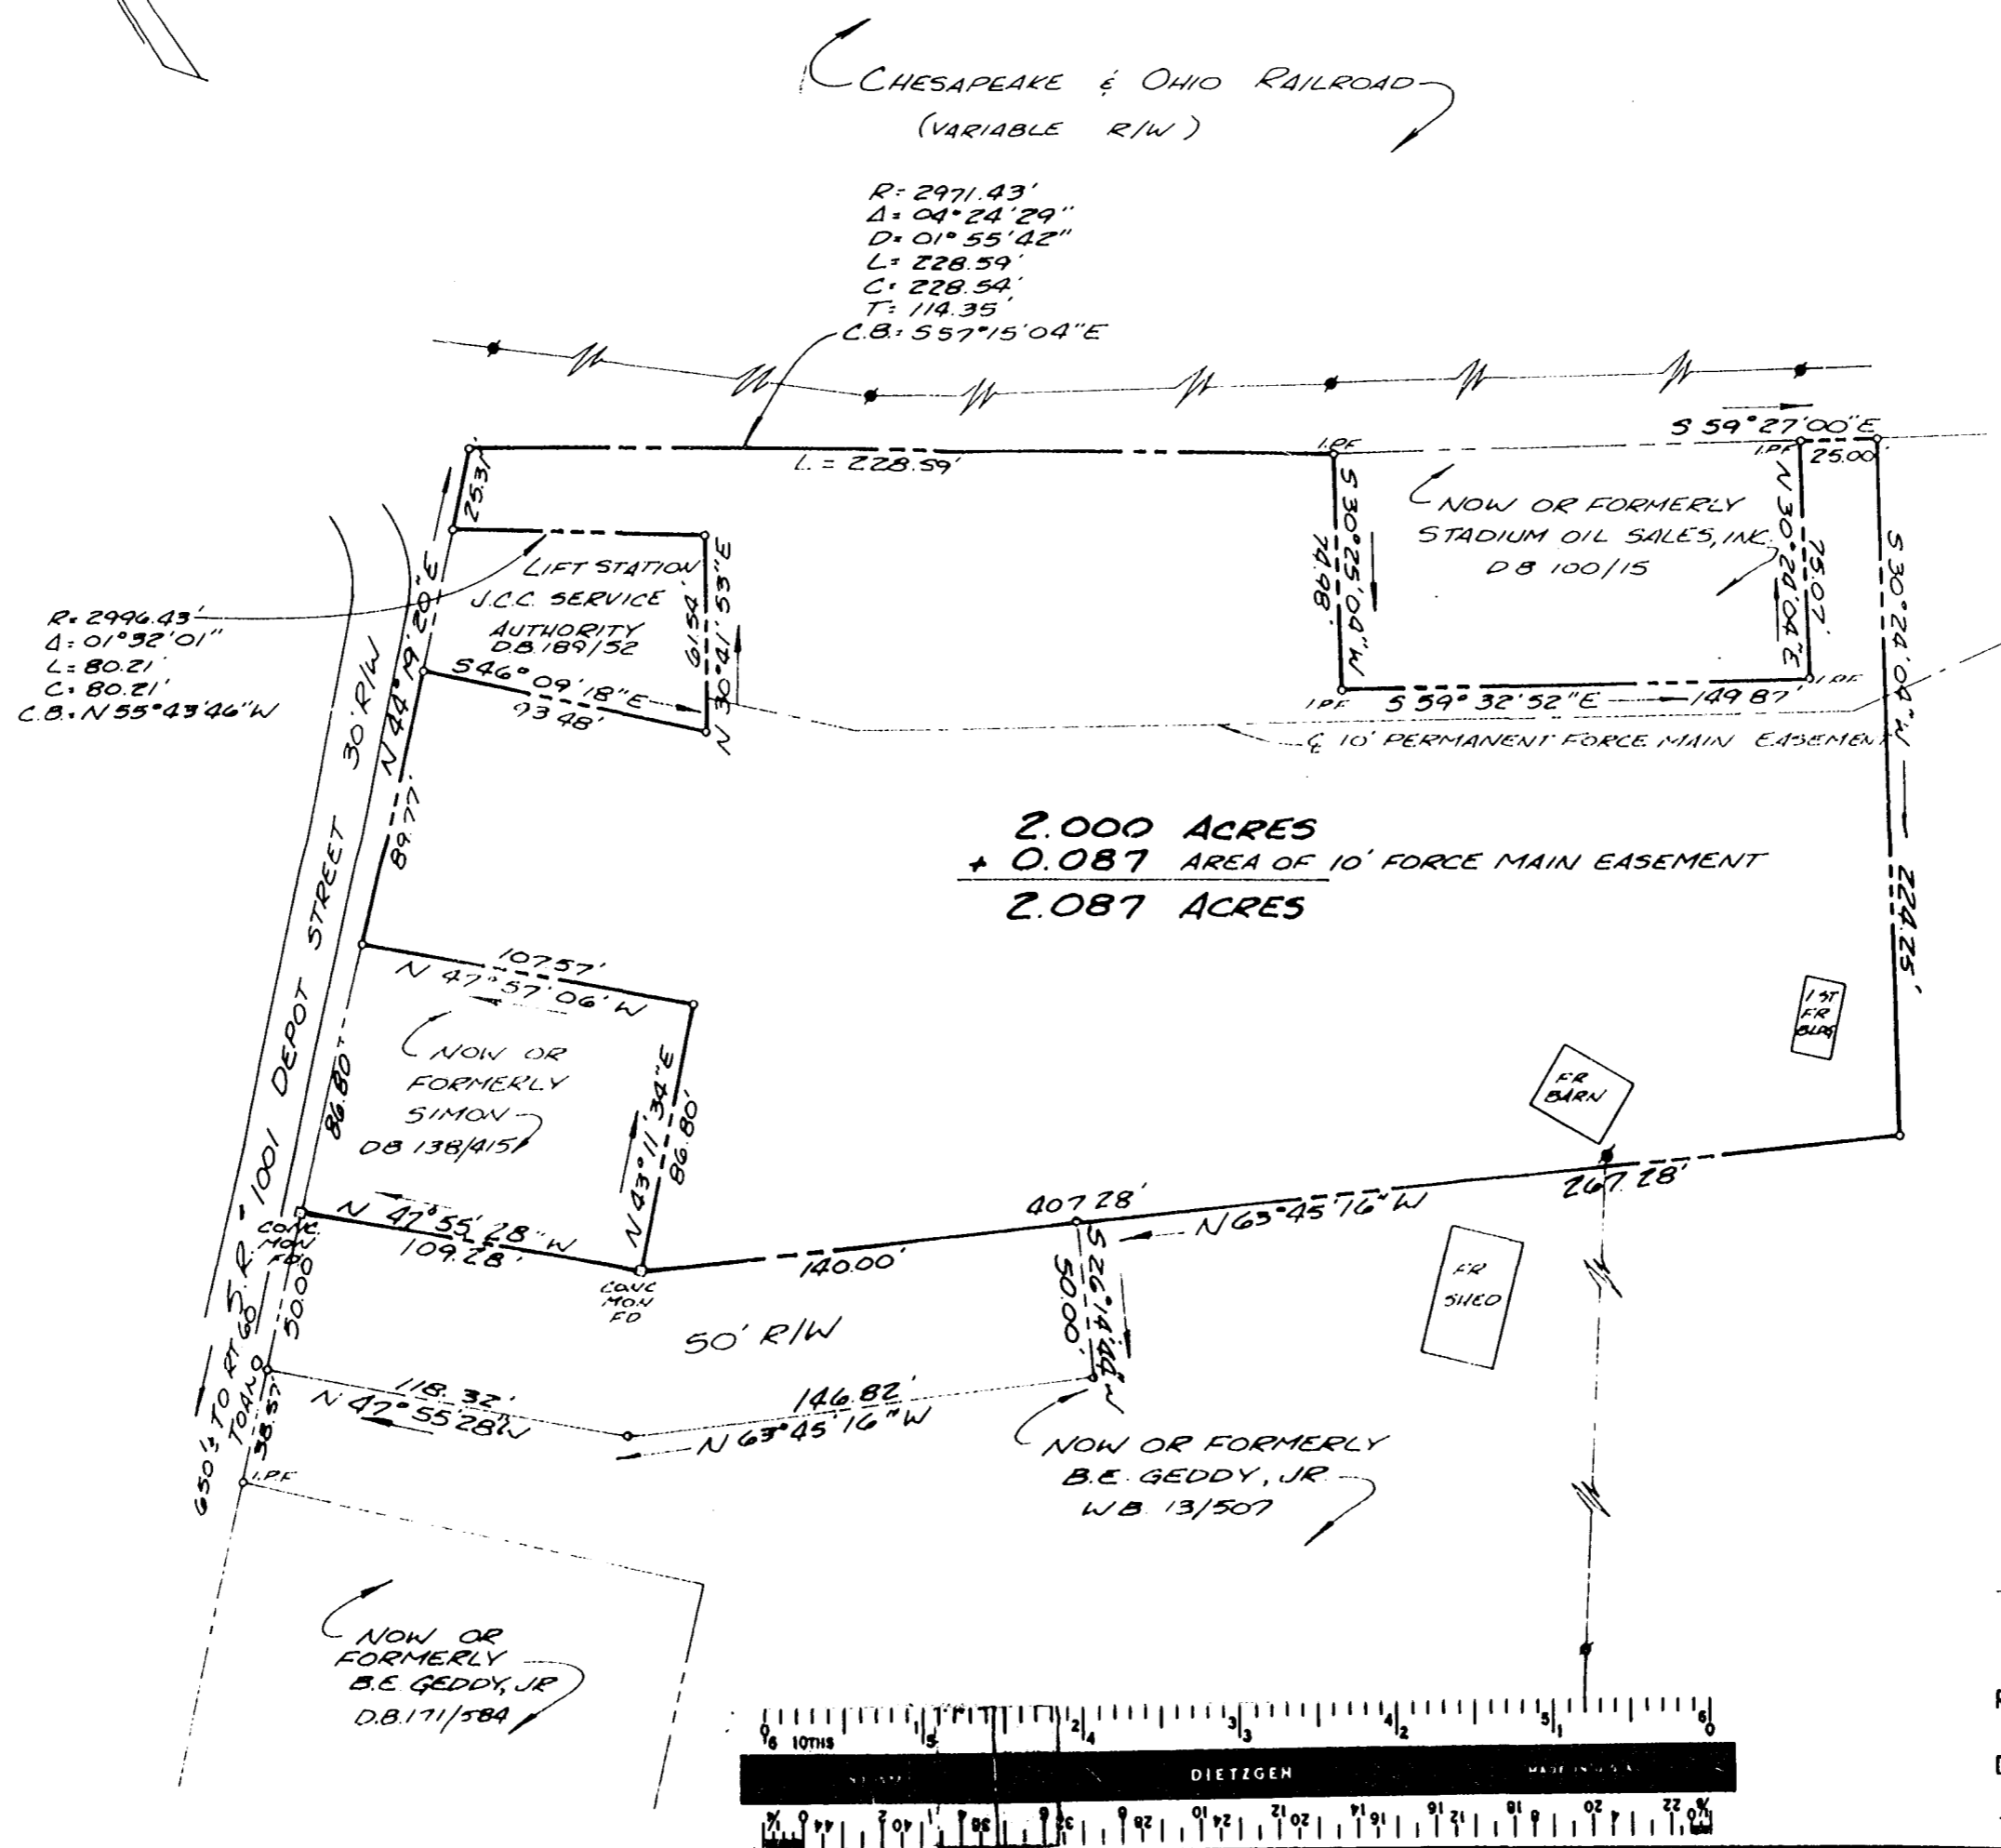 CHESAPEAKE & OHIO RAILROAD
(VARIABLE R/W)
R= 2971.43'
Δ= 04°24'29"
D= 01°55'42"
L= 228.59'
C= 228.54'
T= 114.35'
C.B.= S57°15'04"E
S 59°27'00"E
25.00'
I.P.F.
I.P.F.
L = 228.59'
25.31'
S 30°25'04" W
74.98'
NOW OR FORMERLY
STADIUM OIL SALES, INC.
DB 100/15
N 30°24'04"E
75.07'
S 30°24'04" W
224.25'
LIFT STATION
J.C.C. SERVICE
AUTHORITY
D.B. 189/52
N 30°41'53"E
61.54'
R= 2996.43'
Δ= 01°32'01"
L= 80.21'
C= 80.21'
C.B.= N 55°43'46"W
S46°09'18"E
93.48'
N 44°19'20"E
89.77'
I.P.F.
S 59°32'52"E
149.87'
I.P.F.
℄ 10' PERMANENT FORCE MAIN EASEMENT
2.000 ACRES
+ 0.087 AREA OF 10' FORCE MAIN EASEMENT
2.087 ACRES
S.R. - 1001 DEPOT STREET 30' R/W
107.57'
N 47°57'06" W
1 ST
FR
BLDG
NOW OR
FORMERLY
SIMON
DB 138/415
86.80'
N 43°11'34"E
86.80'
FR
BARN
CONC.
MON
FD.
N 47°55'28"W
109.28'
CONC
MON
FD
140.00'
407.28'
N 63°45'16" W
267.28'
S 26°14'44" W
50.00'
FR
SHED
50' R/W
50.00'
650'± TO RT. 60
TOANO
38.57'
I.P.F.
118.32'
N 47°55'28"W
146.82'
N 63°45'16" W
NOW OR FORMERLY
B.E. GEDDY, JR.
W.B. 13/507
NOW OR
FORMERLY
B.E. GEDDY, JR
D.B. 171/584
10THS
DIETZGEN
MADE IN U.S.A.